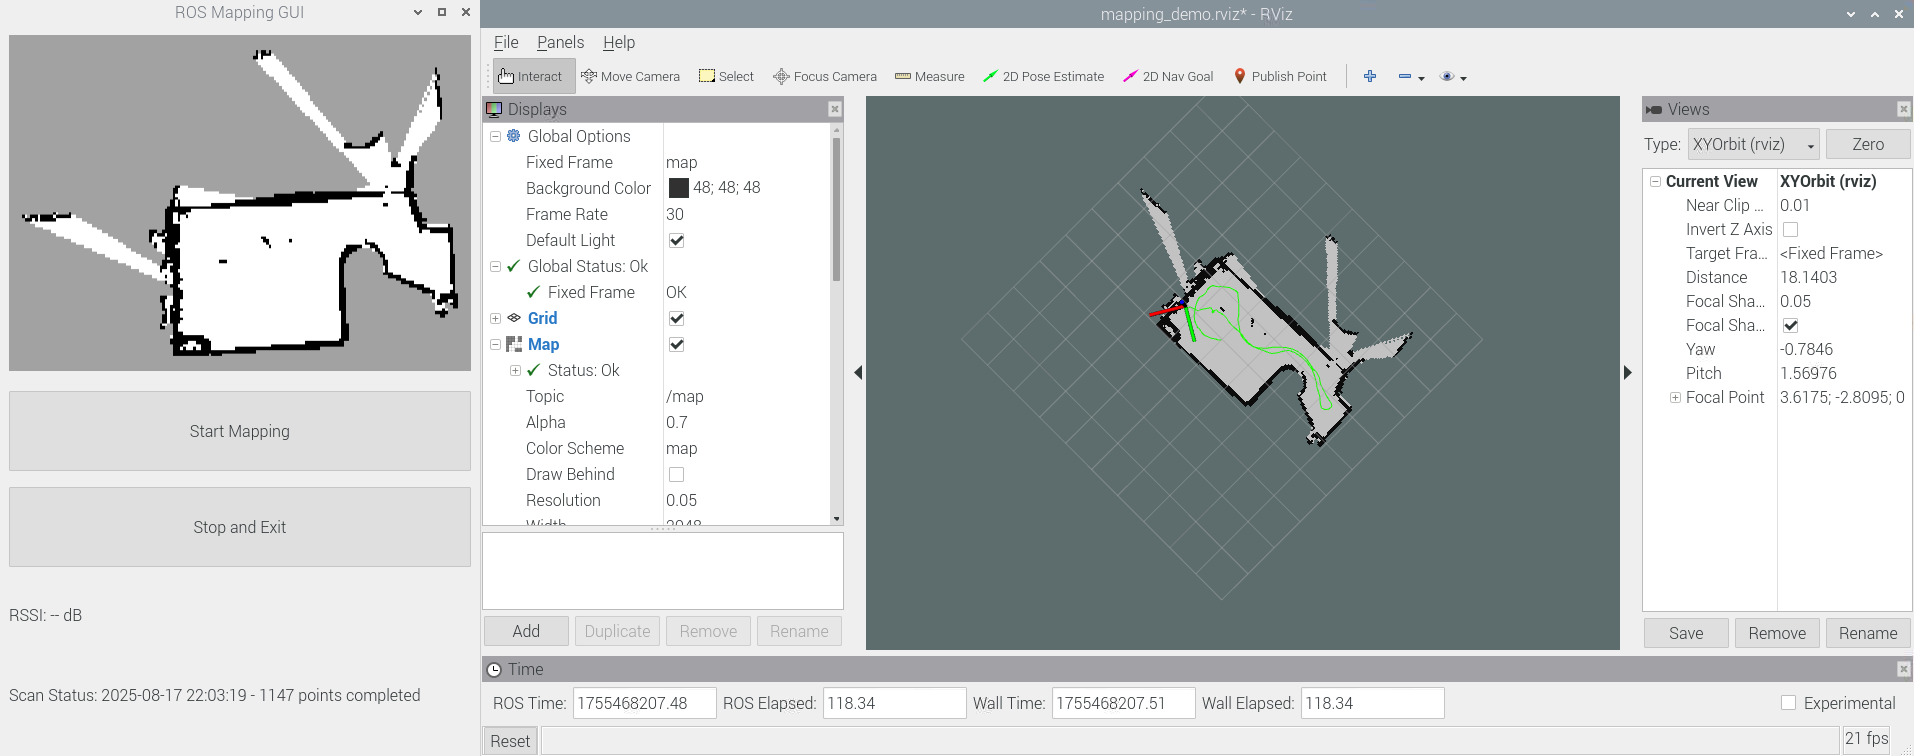 ROS Mapping GUI
Start Mapping
Stop and Exit
RSSI: -- dB
Scan Status: 2025-08-17 22:03:19 - 1147 points completed
mapping_demo.rviz* - RViz
File Panels Help
Interact Move Camera Select Focus Camera Measure 2D Pose Estimate 2D Nav Goal Publish Point
Displays
Global Options
Fixed Frame map
Background Color 48; 48; 48
Frame Rate 30
Default Light
Global Status: Ok
Fixed Frame OK
Grid
Map
Status: Ok
Topic /map
Alpha 0.7
Color Scheme map
Draw Behind
Resolution 0.05
Width 2048
Add Duplicate Remove Rename
Views
Type: XYOrbit (rviz) Zero
Current View XYOrbit (rviz)
Near Clip ... 0.01
Invert Z Axis
Target Fra... <Fixed Frame>
Distance 18.1403
Focal Sha... 0.05
Focal Sha...
Yaw -0.7846
Pitch 1.56976
Focal Point 3.6175; -2.8095; 0
Save Remove Rename
Time
ROS Time: 1755468207.48 ROS Elapsed: 118.34 Wall Time: 1755468207.51 Wall Elapsed: 118.34 Experimental
Reset 21 fps